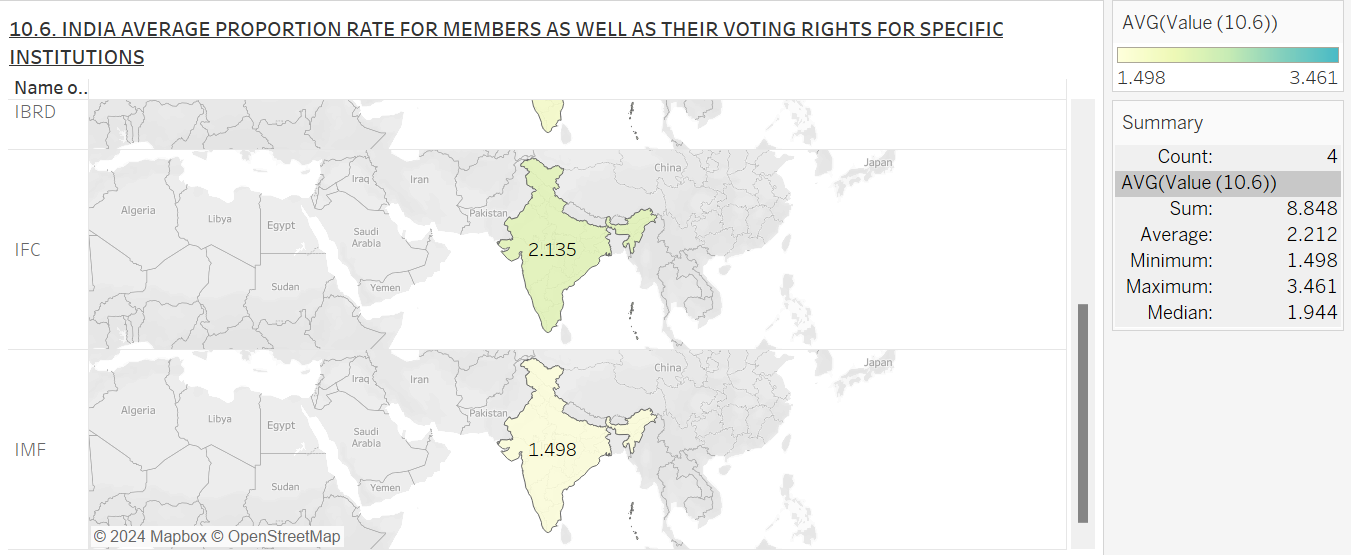 10.6. INDIA AVERAGE PROPORTION RATE FOR MEMBERS AS WELL AS THEIR VOTING RIGHTS FOR SPECIFIC
INSTITUTIONS
Name o..
IBRD
IFC
China
Japan
Iraq
Iran
Algeria
Libya
Egypt
Pakistan
Saudi
Arabia
2.135
Sudan
Yemen
IMF
China
Japan
Iraq
Iran
Algeria
Libya
Egypt
Pakistan
Saudi
Arabia
1.498
Sudan
Yemen
© 2024 Mapbox © OpenStreetMap
AVG(Value (10.6))
1.498 3.461
Summary
Count: 4
AVG(Value (10.6))
Sum: 8.848
Average: 2.212
Minimum: 1.498
Maximum: 3.461
Median: 1.944